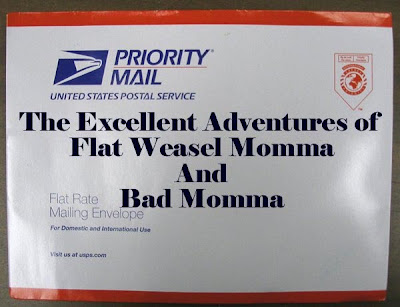 PRIORITY
MAIL
UNITED STATES POSTAL SERVICE
The Excellent Adventures of
Flat Weasel Momma
And
Bad Momma
Flat Rate
Mailing Envelope
For Domestic and International Use
Visit us at usps.com